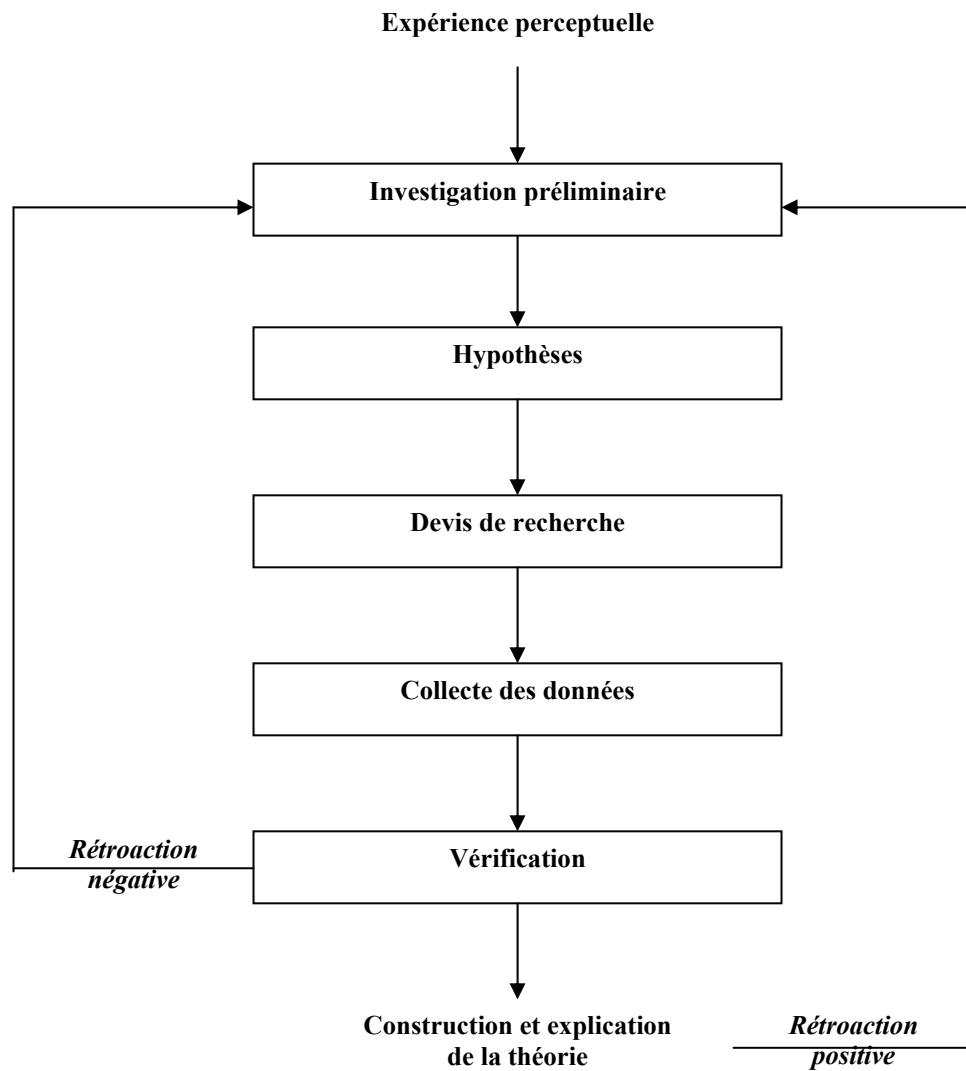 Expérience perceptuelle
Investigation préliminaire
Hypothèses
Devis de recherche
Collecte des données
Vérification
Rétroaction
négative
Construction et explication
de la théorie
Rétroaction
positive